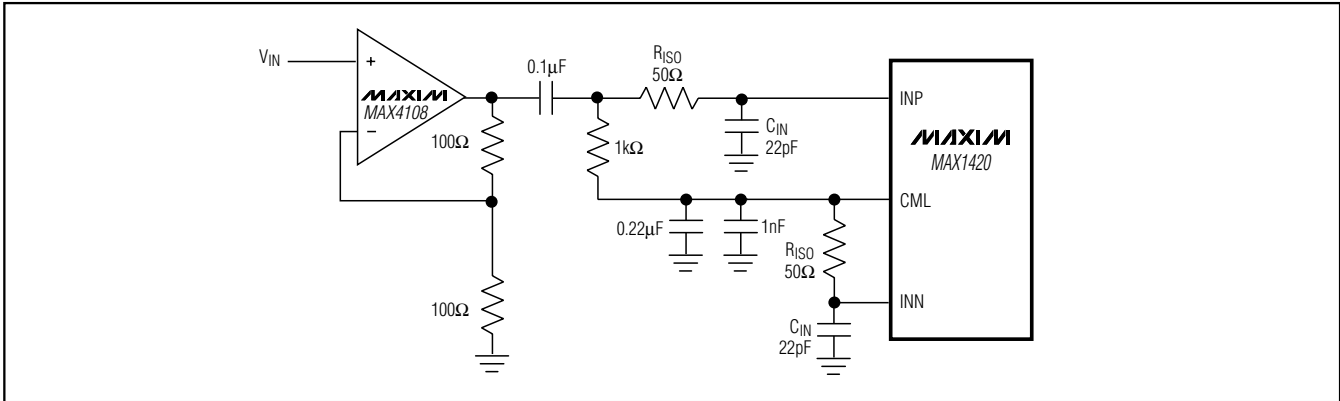 V_IN
+
−
MAXIM
MAX4108
0.1µF
R_ISO
50Ω
100Ω
1kΩ
C_IN
22pF
INP
MAXIM
MAX1420
CML
0.22µF
1nF
R_ISO
50Ω
100Ω
C_IN
22pF
INN